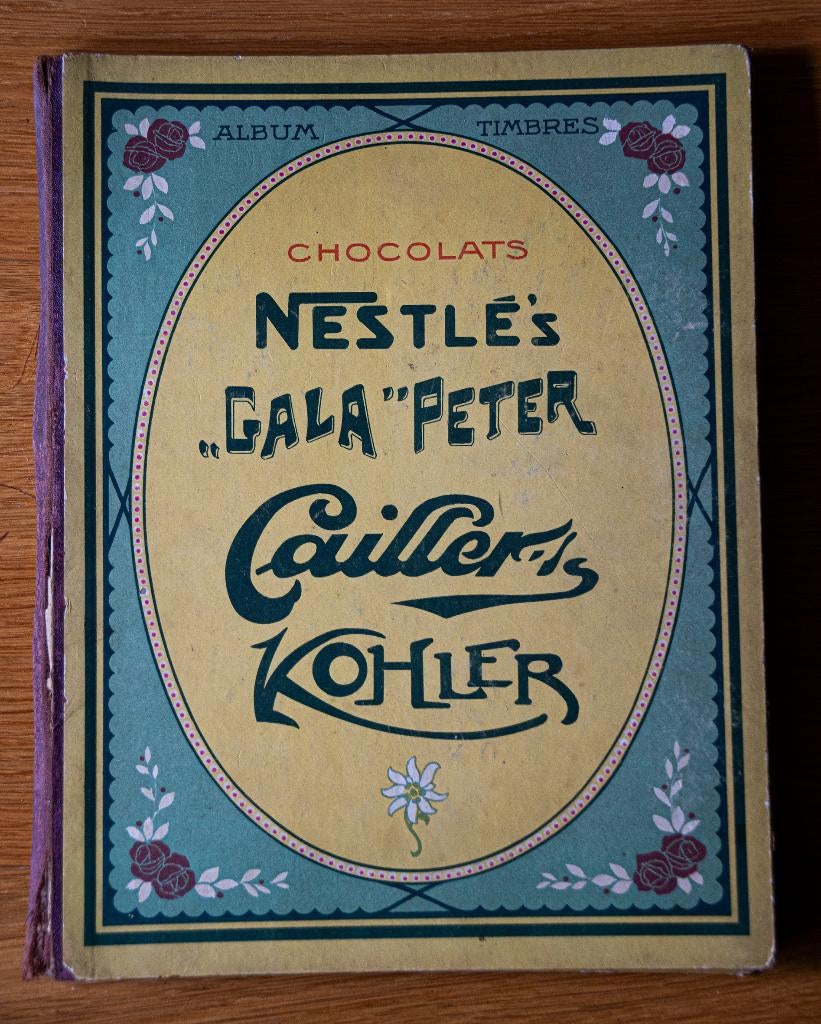 ALBUM TIMBRES
CHOCOLATS
NESTLÉ'S
„GALA” PETER
Cailler's
KOHLER